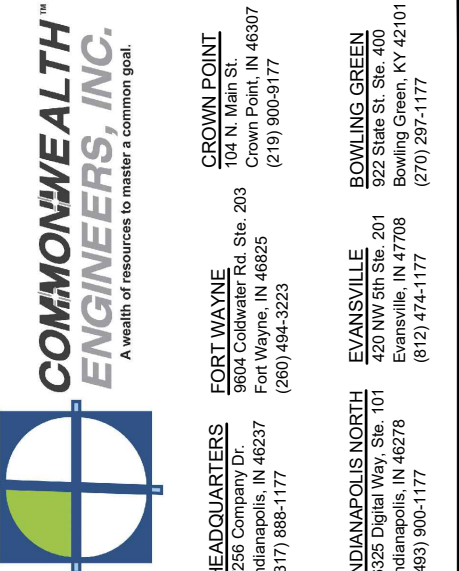 COMMONWEALTH™
ENGINEERS, INC.
A wealth of resources to master a common goal.
HEADQUARTERS
256 Company Dr.
ndianapolis, IN 46237
317) 888-1177
FORT WAYNE
9604 Coldwater Rd. Ste. 203
Fort Wayne, IN 46825
(260) 494-3223
CROWN POINT
104 N. Main St.
Crown Point, IN 46307
(219) 900-9177
NDIANAPOLIS NORTH
325 Digital Way, Ste. 101
ndianapolis, IN 46278
493) 900-1177
EVANSVILLE
420 NW 5th Ste. 201
Evansville, IN 47708
(812) 474-1177
BOWLING GREEN
922 State St. Ste. 400
Bowling Green, KY 42101
(270) 297-1177